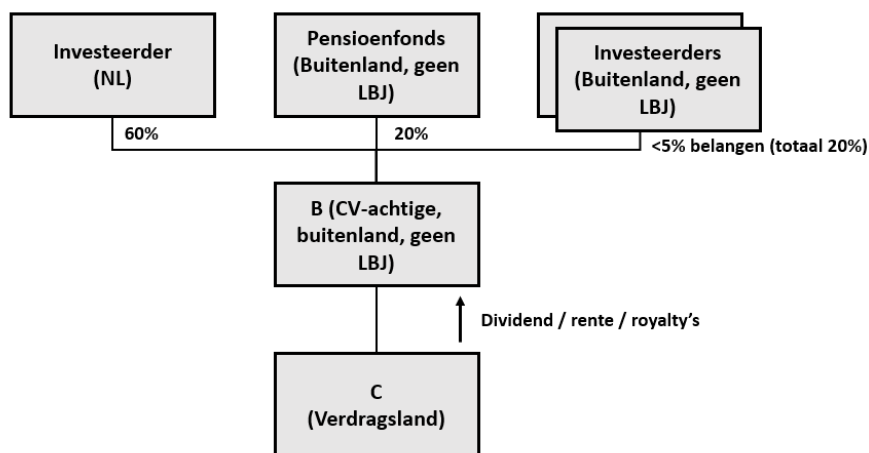 Investeerder
(NL)
Pensioenfonds
(Buitenland, geen
LBJ)
Investeerders
(Buitenland, geen
LBJ)
60%
20%
<5% belangen (totaal 20%)
B (CV-achtige,
buitenland, geen
LBJ)
Dividend / rente / royalty's
C
(Verdragsland)